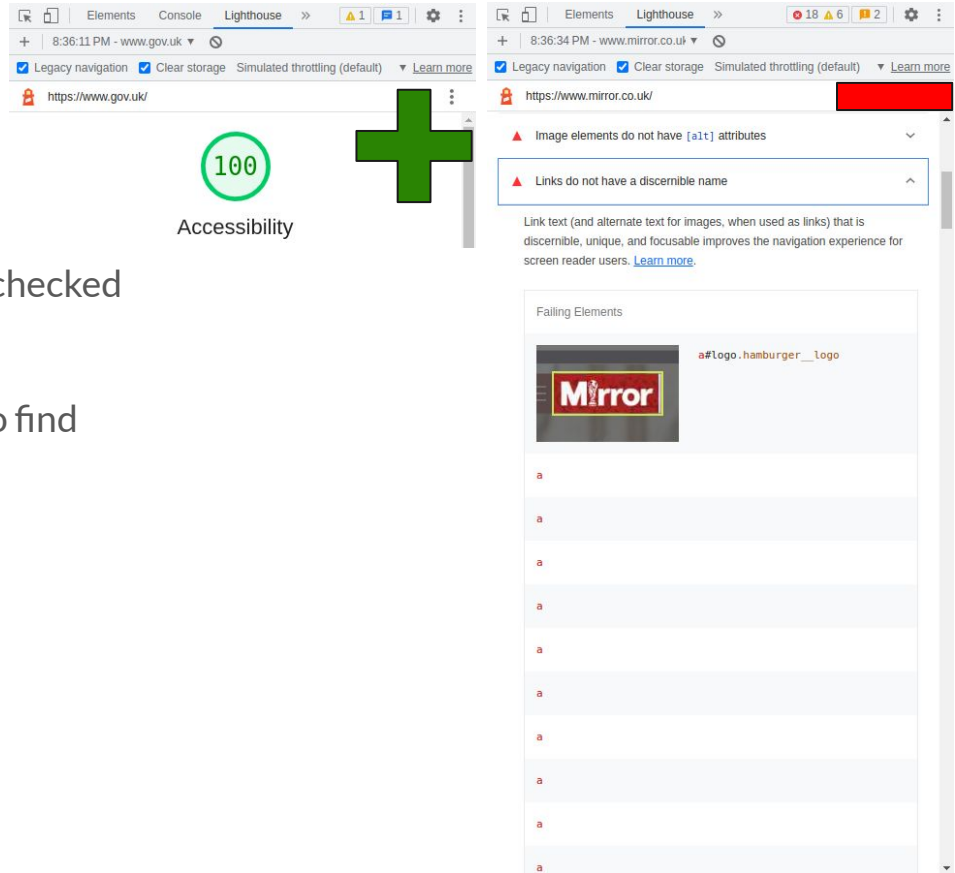 Elements Console Lighthouse » 1 1
+ 8:36:11 PM - www.gov.uk ▾
Legacy navigation Clear storage Simulated throttling (default) ▾ Learn more
https://www.gov.uk/
100
Accessibility
checked
find
Elements Lighthouse » 18 6 2
+ 8:36:34 PM - www.mirror.co.uk ▾
Legacy navigation Clear storage Simulated throttling (default) ▾ Learn more
https://www.mirror.co.uk/
Image elements do not have [alt] attributes
Links do not have a discernible name
Link text (and alternate text for images, when used as links) that is
discernible, unique, and focusable improves the navigation experience for
screen reader users. Learn more.
Failing Elements
Mirror
a#logo.hamburger__logo
a
a
a
a
a
a
a
a
a
a